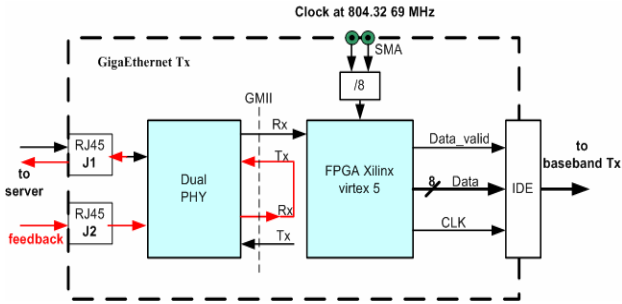 Clock at 804.32 69 MHz
SMA
GigaEthernet Tx
/8
GMII
RJ45
J1
to
server
RJ45
J2
feedback
Dual
PHY
Rx
Tx
Rx
Tx
FPGA Xilinx
virtex 5
Data_valid
8 Data
CLK
IDE
to
baseband Tx